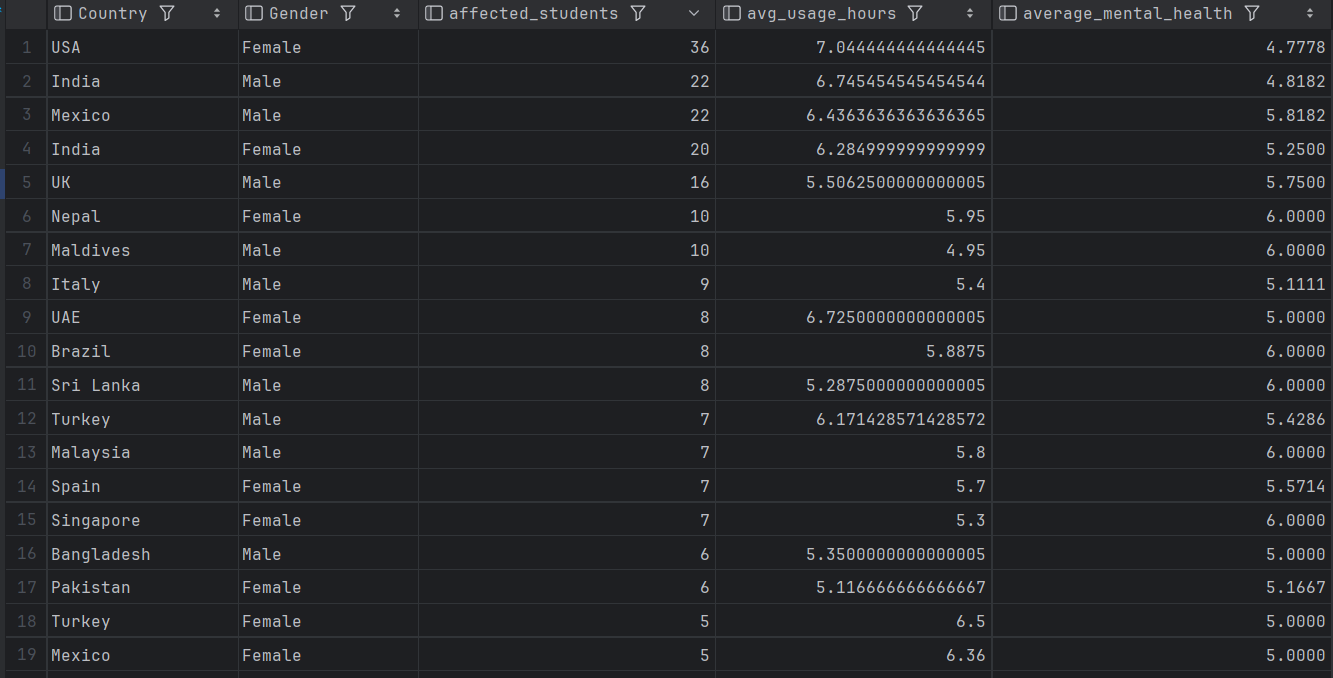 Country Gender affected_students avg_usage_hours average_mental_health
1 USA Female 36 7.044444444444445 4.7778
2 India Male 22 6.745454545454544 4.8182
3 Mexico Male 22 6.4363636363636365 5.8182
4 India Female 20 6.284999999999999 5.2500
5 UK Male 16 5.5062500000000005 5.7500
6 Nepal Female 10 5.95 6.0000
7 Maldives Male 10 4.95 6.0000
8 Italy Male 9 5.4 5.1111
9 UAE Female 8 6.7250000000000005 5.0000
10 Brazil Female 8 5.8875 6.0000
11 Sri Lanka Male 8 5.2875000000000005 6.0000
12 Turkey Male 7 6.171428571428572 5.4286
13 Malaysia Male 7 5.8 6.0000
14 Spain Female 7 5.7 5.5714
15 Singapore Female 7 5.3 6.0000
16 Bangladesh Male 6 5.3500000000000005 5.0000
17 Pakistan Female 6 5.116666666666667 5.1667
18 Turkey Female 5 6.5 5.0000
19 Mexico Female 5 6.36 5.0000